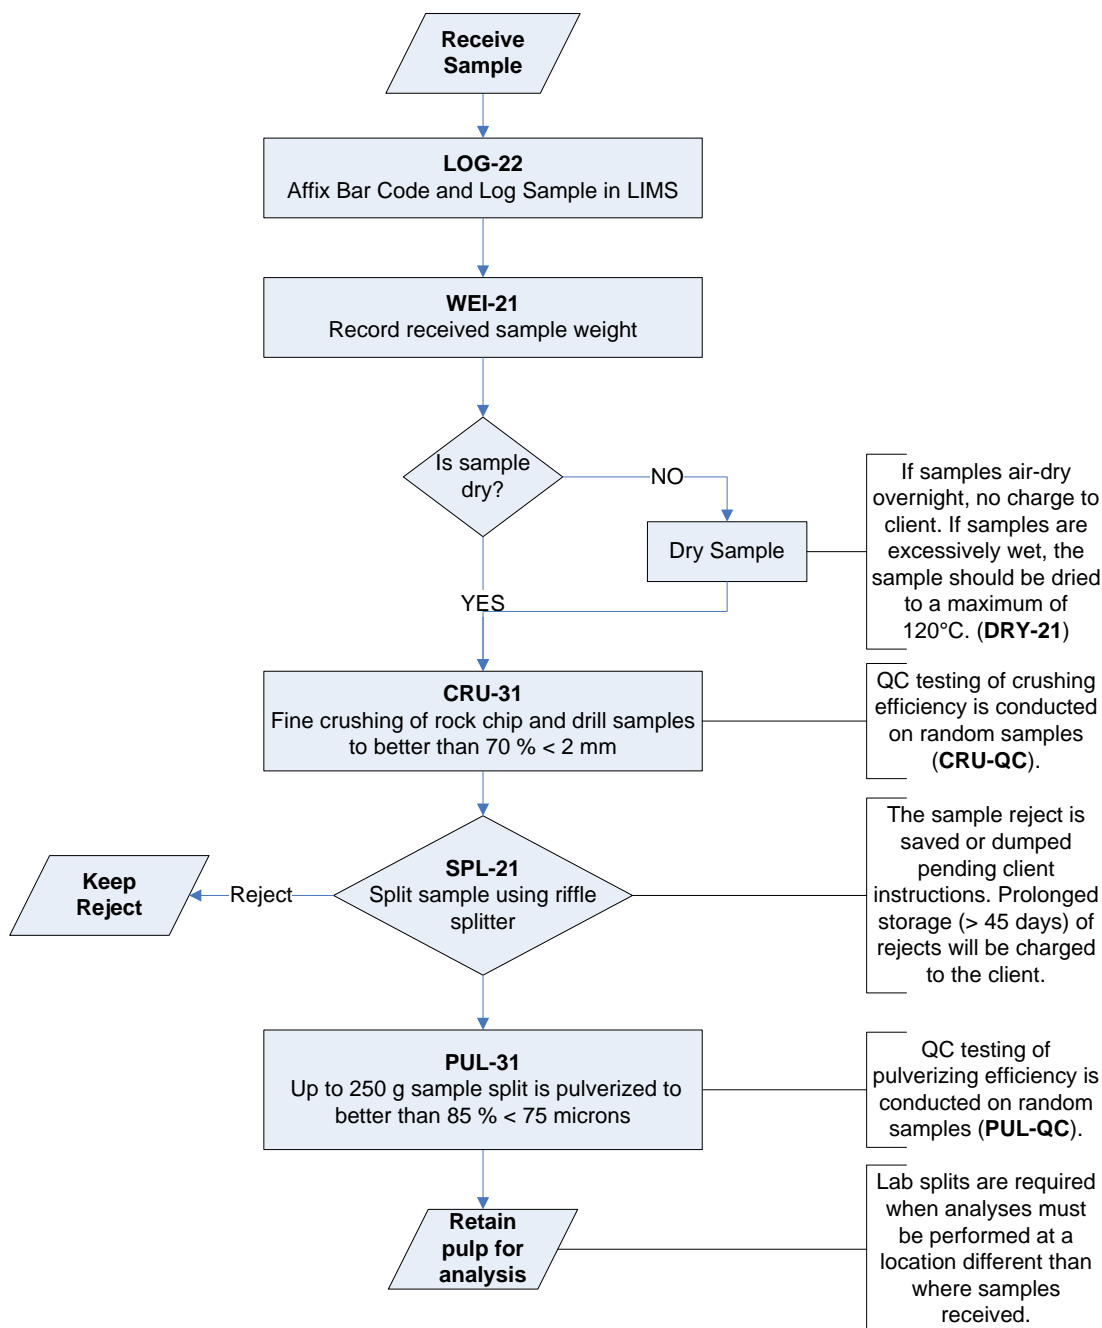 Receive
Sample
LOG-22
Affix Bar Code and Log Sample in LIMS
WEI-21
Record received sample weight
Is sample
dry?
NO
Dry Sample
If samples air-dry
overnight, no charge to
client. If samples are
excessively wet, the
sample should be dried
to a maximum of
120°C. (DRY-21)
YES
CRU-31
Fine crushing of rock chip and drill samples
to better than 70 % < 2 mm
QC testing of crushing
efficiency is conducted
on random samples
(CRU-QC).
SPL-21
Split sample using riffle
splitter
Reject
Keep
Reject
The sample reject is
saved or dumped
pending client
instructions. Prolonged
storage (> 45 days) of
rejects will be charged
to the client.
PUL-31
Up to 250 g sample split is pulverized to
better than 85 % < 75 microns
QC testing of
pulverizing efficiency is
conducted on random
samples (PUL-QC).
Retain
pulp for
analysis
Lab splits are required
when analyses must
be performed at a
location different than
where samples
received.